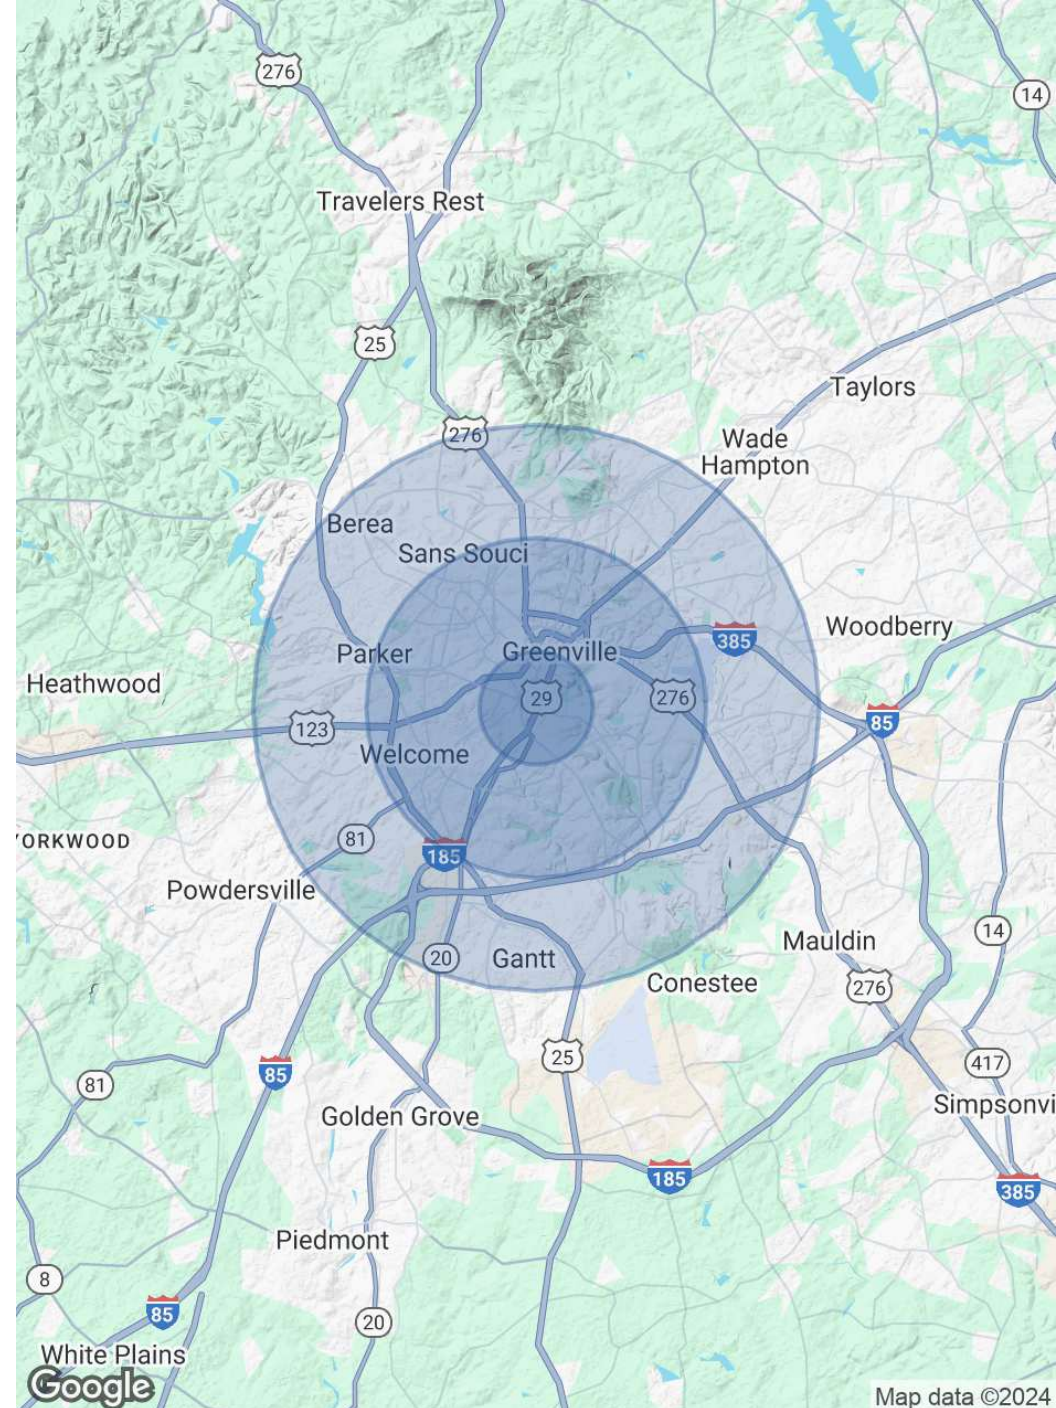 276
14
Travelers Rest
25
Taylors
276
Wade
Hampton
Berea
Sans Souci
Woodberry
385
Greenville
Parker
Heathwood
29
276
85
123
Welcome
81
YORKWOOD
185
Powdersville
14
Mauldin
20
Gantt
Conestee
276
25
417
85
81
Simpsonvi
Golden Grove
185
385
Piedmont
8
85
20
White Plains
Google
Map data ©2024